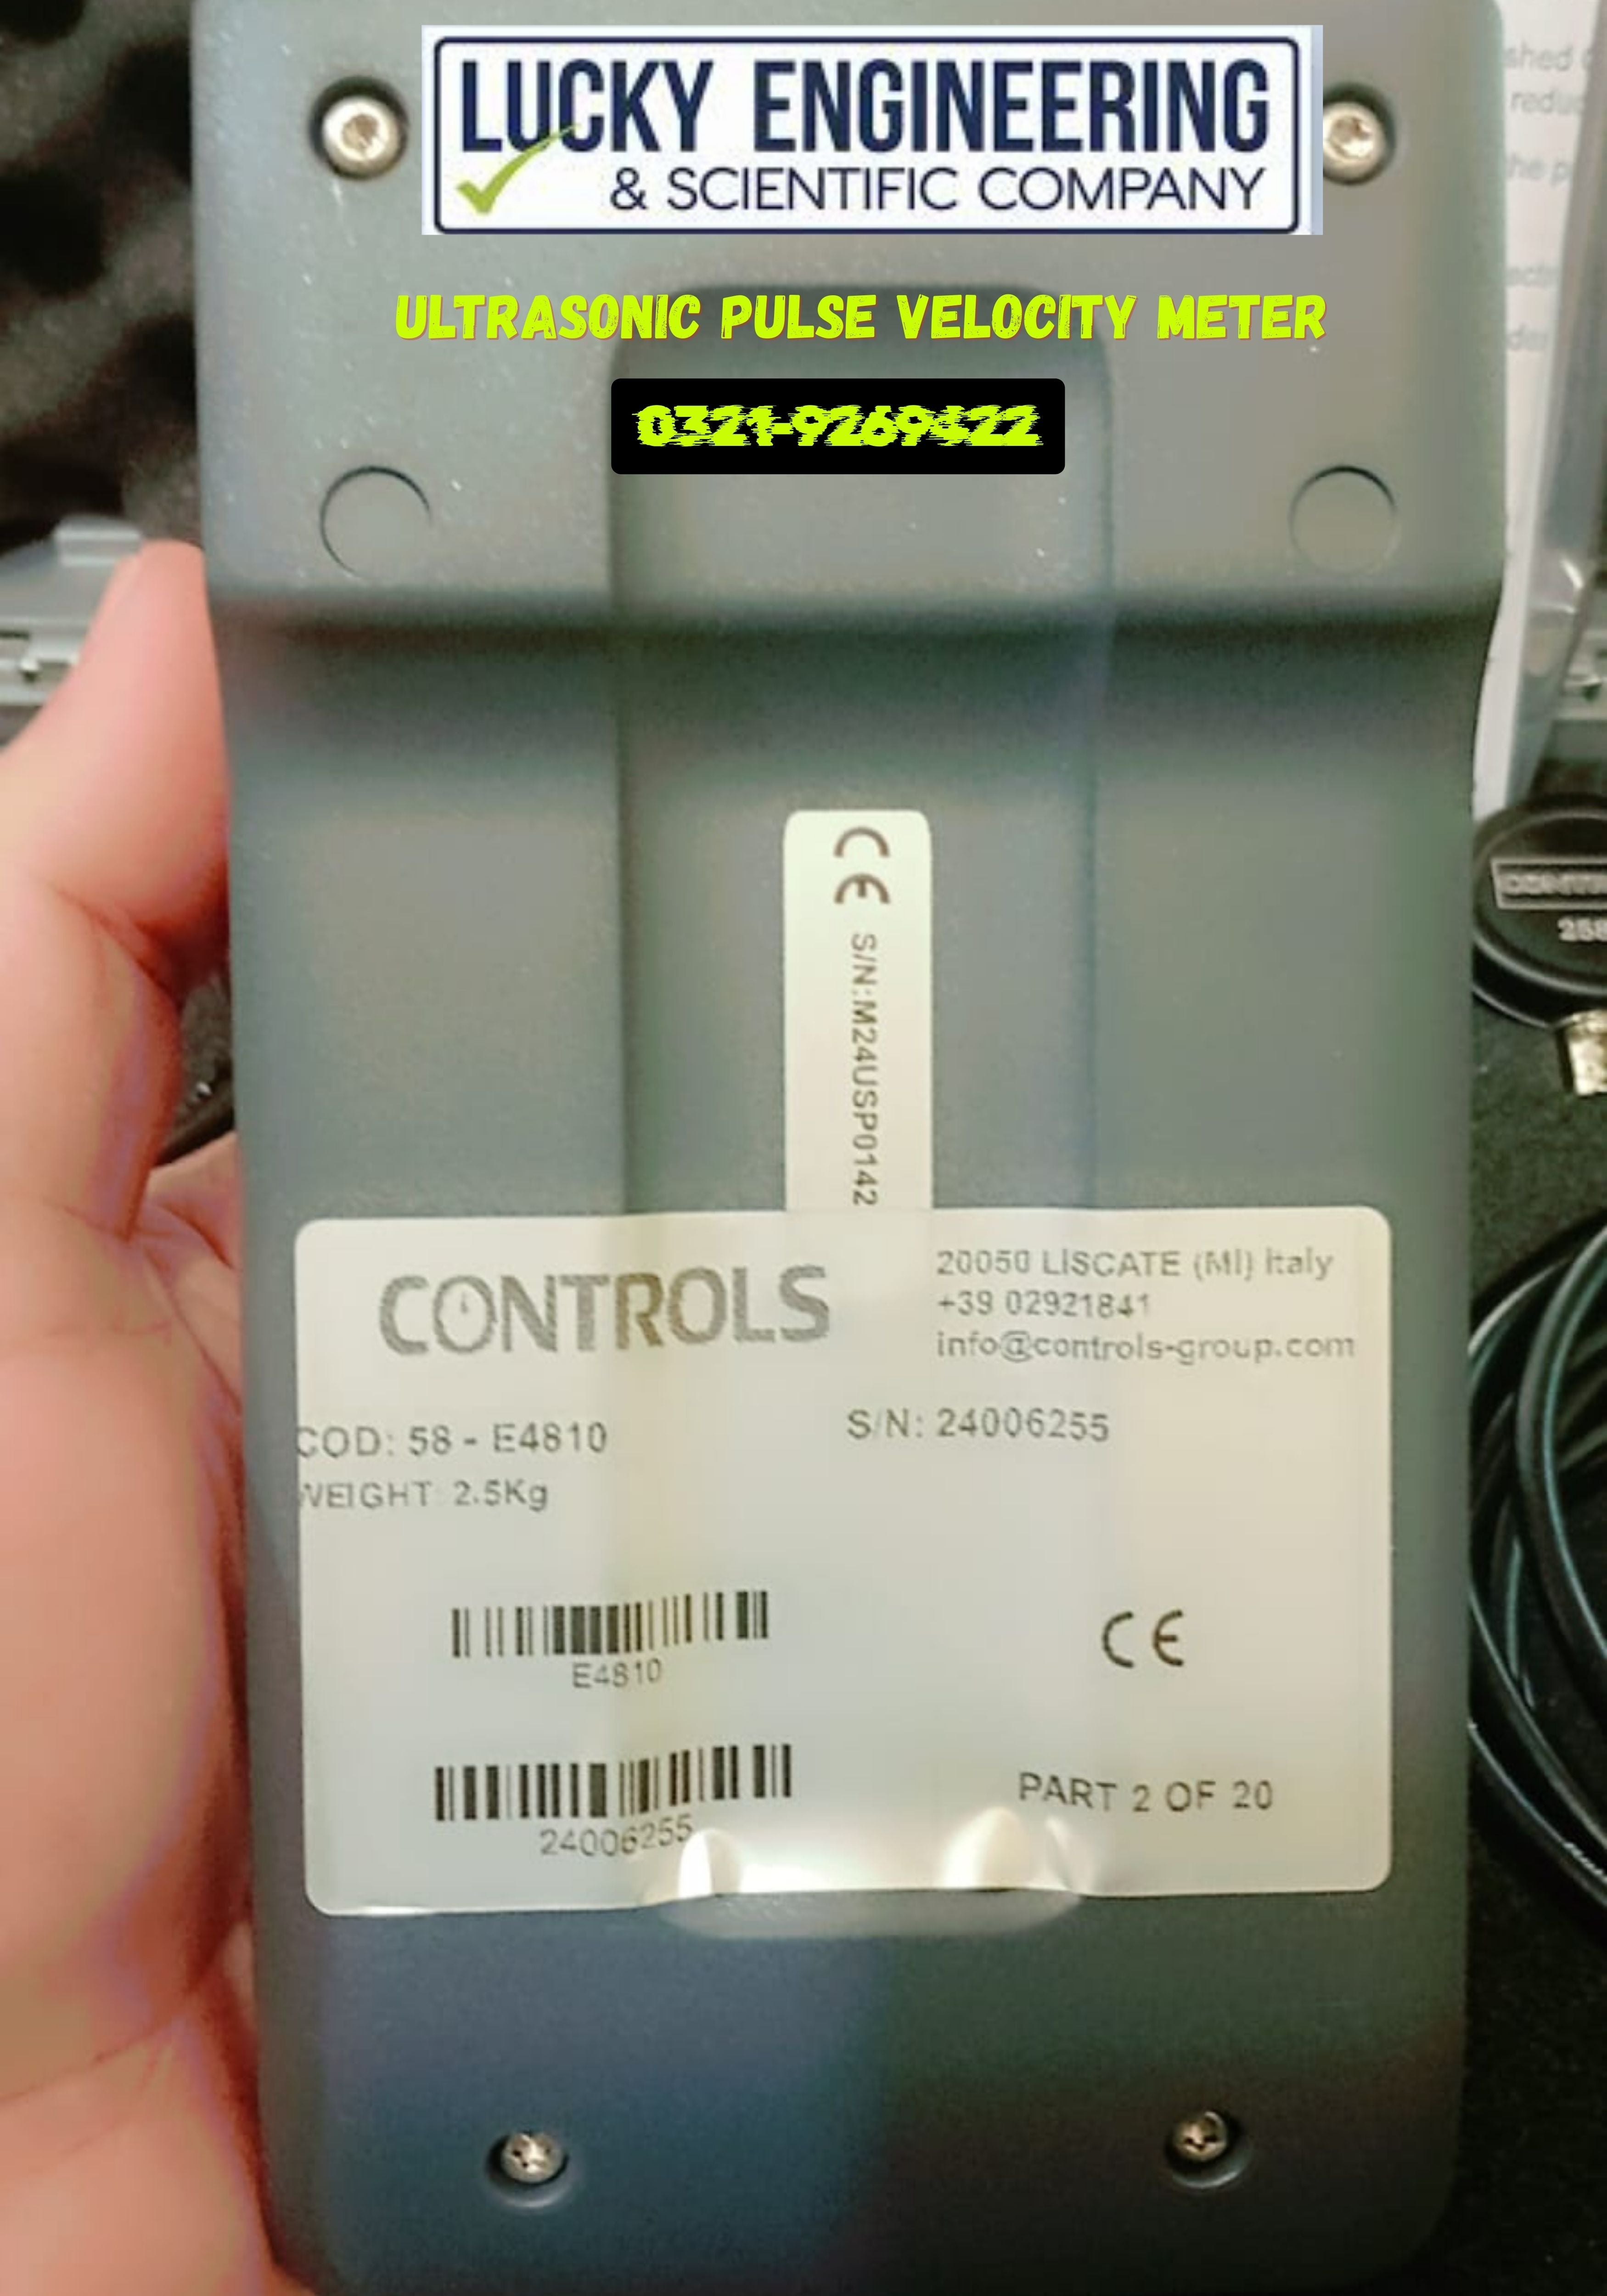 LUCKY ENGINEERING
& SCIENTIFIC COMPANY
ULTRASONIC PULSE VELOCITY METER
0321-9269422
CE S/N:M24USP0142
CONTROLS
20050 LISCATE (MI) Italy
+39 02921841
info@controls-group.com
COD: 58 - E4810
S/N: 24006255
WEIGHT 2.5Kg
E4810
CE
24006255
PART 2 OF 20